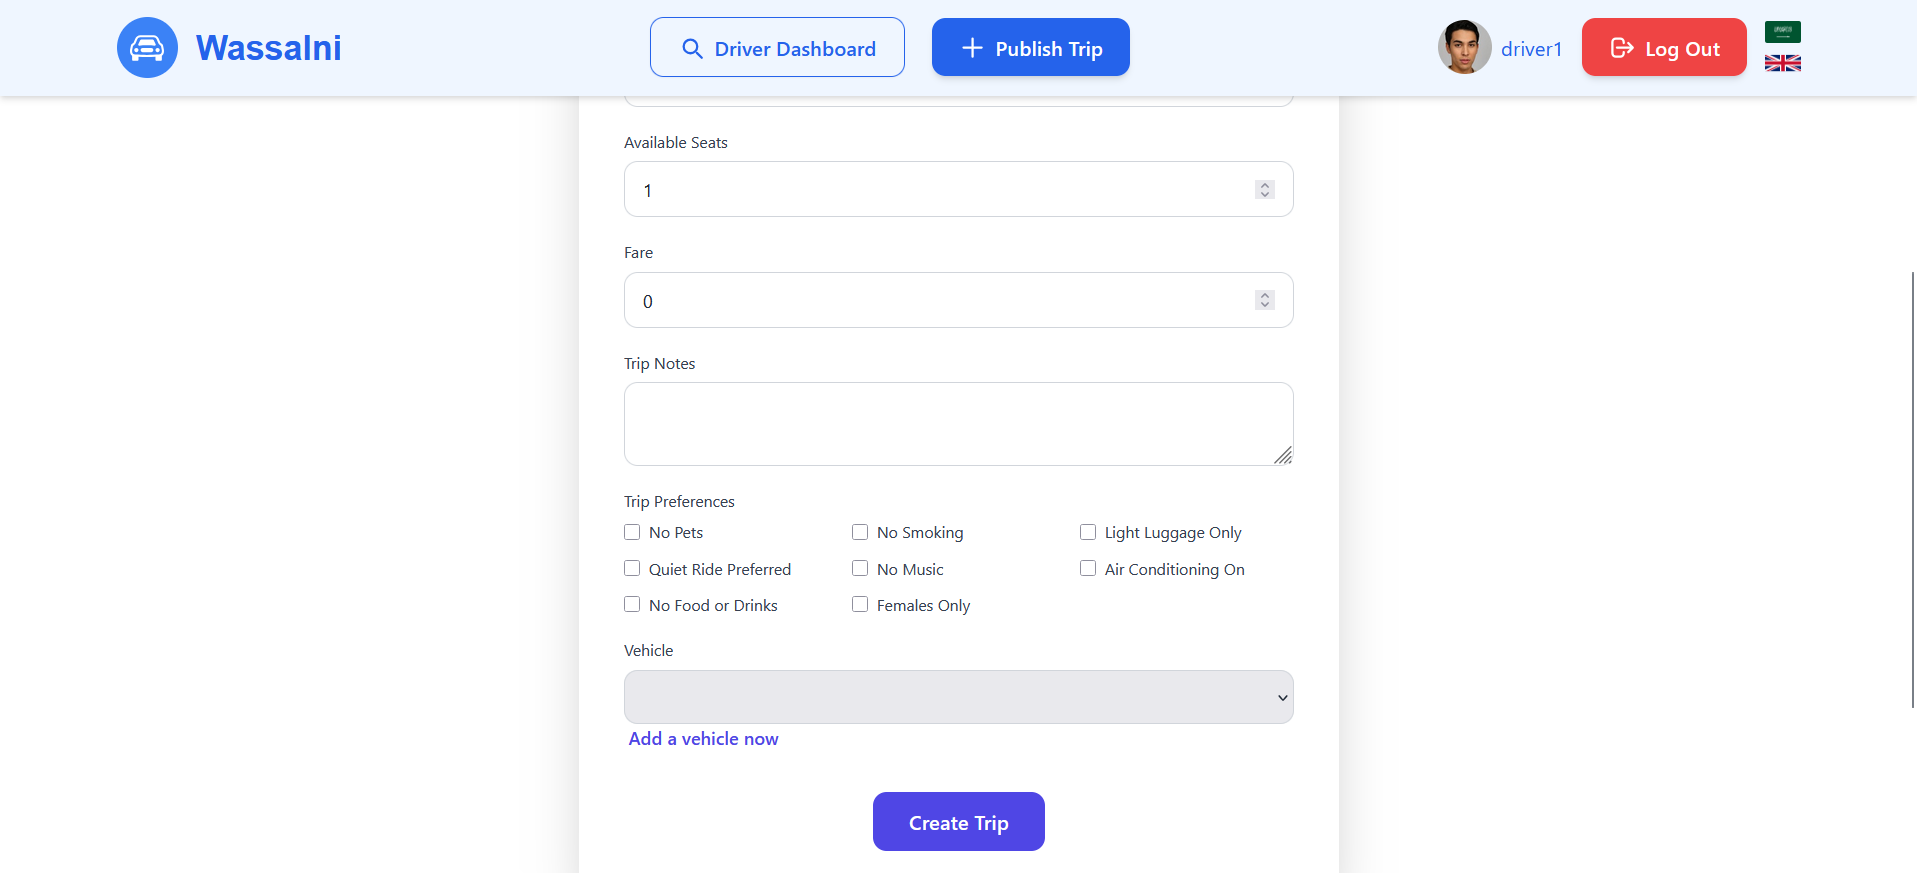 Wassalni
Driver Dashboard
Publish Trip
driver1
Log Out
Available Seats
1
Fare
0
Trip Notes
Trip Preferences
No Pets
No Smoking
Light Luggage Only
Quiet Ride Preferred
No Music
Air Conditioning On
No Food or Drinks
Females Only
Vehicle
Add a vehicle now
Create Trip